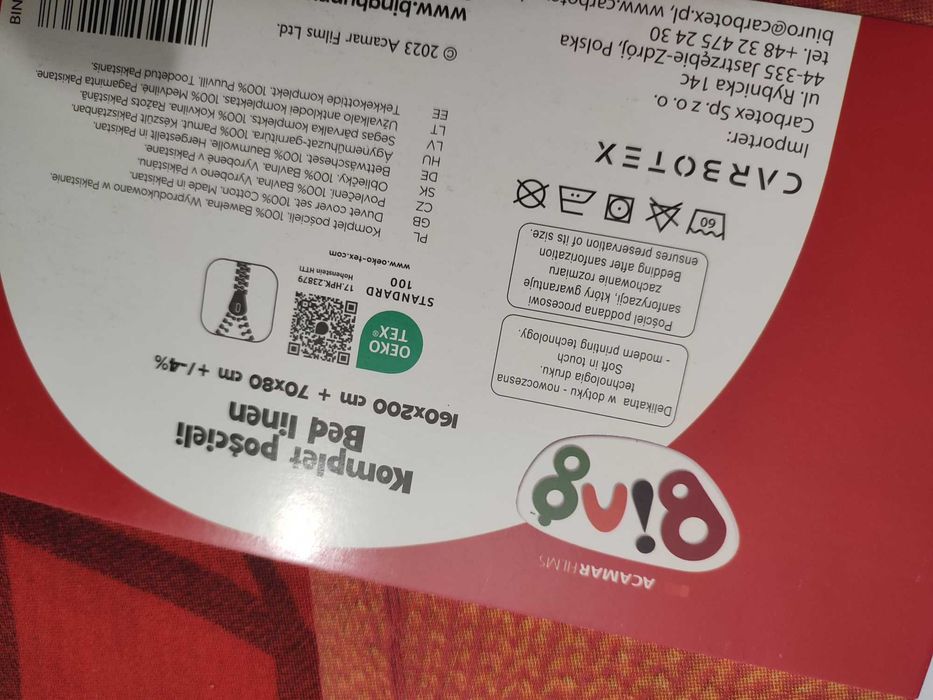 ACAMARFILMS
Bing
™
Komplet pościeli
Bed linen
160x200 cm + 70x80 cm +/-4%
Delikatna w dotyku - nowoczesna
technologia druku.
Soft in touch
- modern printing technology.
Pościel poddana procesowi
sanforyzacji, który gwarantuje
zachowanie rozmiaru
Bedding after sanforization
ensures preservation of its size.
OEKO
TEX®
STANDARD
100
17.HPK.23879
Hohenstein HTTI
www.oeko-tex.com
60
CARBOTEX
Importer:
Carbotex Sp. z o. o.
ul. Rybnicka 14c
44-335 Jastrzębie-Zdrój, Polska
tel. +48 32 475 24 30
biuro@carbotex.pl, www.carbotex
PL Komplet pościeli. 100% Bawełna. Wyprodukowano w Pakistanie.
GB Duvet cover set. 100% Cotton. Made in Pakistan.
CZ Povlečení. 100% Bavlna. Vyrobeno v Pákistánu.
SK Obliečky. 100% Bavlna. Vyrobené v Pakistane.
DE Bettwäscheset. 100% Baumwolle. Hergestellt in Pakistan.
HU Ágyneműhuzat-garnitúra. 100% Pamut. Készült Pakisztánban.
LV Segas pārvalka komplekts. 100% Kokvilna. Ražots Pakistānā.
LT Užvalkalo antklodei komplektas. 100% Medvilnė. Pagaminta Pakistane.
EE Tekikottide komplekt. 100% Puuvill. Toodetud Pakistanis.
© 2023 Acamar Films Ltd.
www.bingbunny
BIN